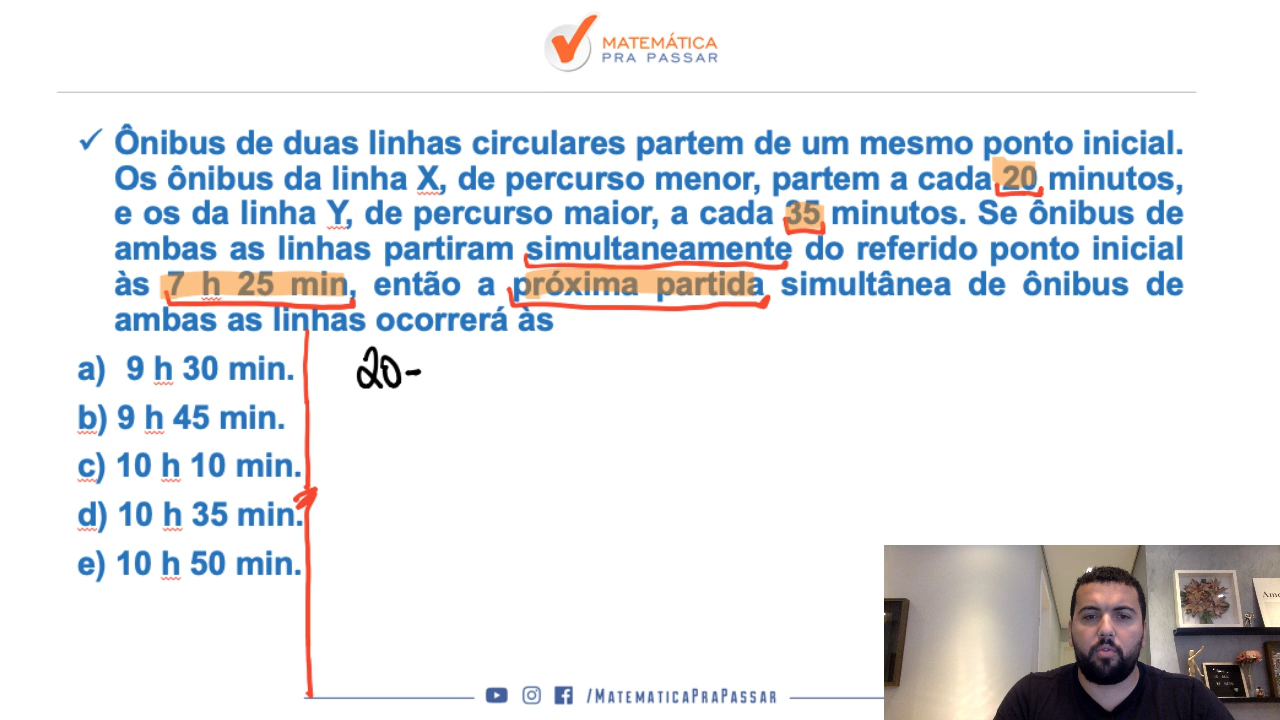 MATEMÁTICA
PRA PASSAR
✓ Ônibus de duas linhas circulares partem de um mesmo ponto inicial.
Os ônibus da linha X, de percurso menor, partem a cada 20 minutos,
e os da linha Y, de percurso maior, a cada 35 minutos. Se ônibus de
ambas as linhas partiram simultaneamente do referido ponto inicial
às 7 h 25 min, então a próxima partida simultânea de ônibus de
ambas as linhas ocorrerá às
a) 9 h 30 min.
20-
b) 9 h 45 min.
c) 10 h 10 min.
d) 10 h 35 min.
e) 10 h 50 min.
/MATEMATICAPRAPASSAR